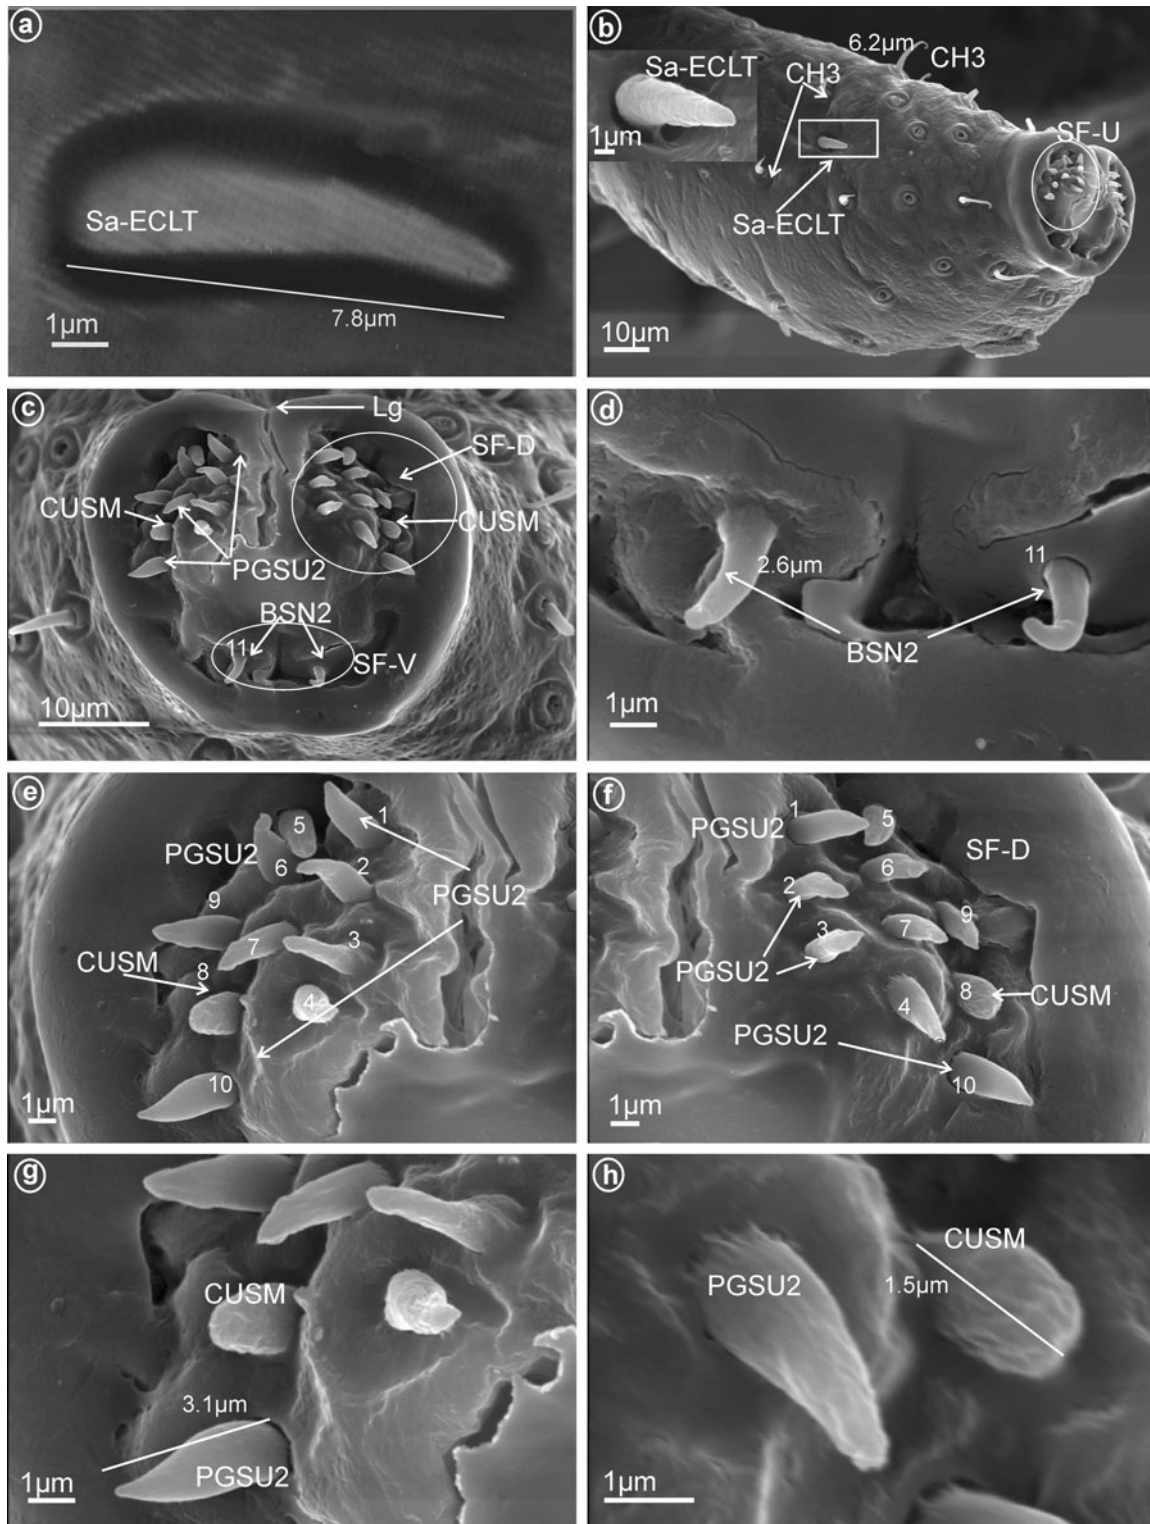 a
Sa-ECLT
7.8µm
1µm
b
6.2µm
CH3
Sa-ECLT
CH3
SF-U
1µm
Sa-ECLT
10µm
c
Lg
SF-D
CUSM
CUSM
PGSU2
BSN2
11
SF-V
10µm
d
11
2.6µm
BSN2
1µm
e
1
5
PGSU2
6
2
PGSU2
9
7
3
CUSM
8
4
10
1µm
f
1
5
PGSU2
SF-D
6
2
9
3
7
PGSU2
8
CUSM
4
PGSU2
10
1µm
g
CUSM
3.1µm
PGSU2
1µm
h
CUSM
PGSU2
1.5µm
1µm